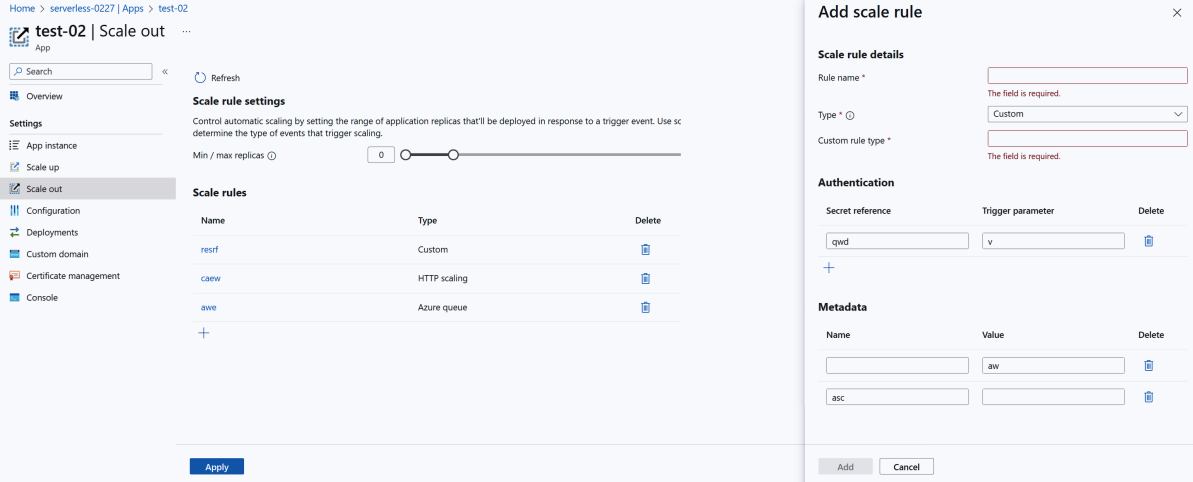 Home > serverless-0227 | Apps > test-02
test-02 | Scale out ...
App
Search «
Overview
Settings
App instance
Scale up
Scale out
Configuration
Deployments
Custom domain
Certificate management
Console
Refresh
Scale rule settings
Control automatic scaling by setting the range of application replicas that'll be deployed in response to a trigger event. Use sc
determine the type of events that trigger scaling.
Min / max replicas 0
Scale rules
Name Type Delete
resrf Custom
caew HTTP scaling
awe Azure queue
Apply
Add scale rule
Scale rule details
Rule name *
The field is required.
Type * Custom
Custom rule type *
The field is required.
Authentication
Secret reference Trigger parameter Delete
qwd v
Metadata
Name Value Delete
aw
asc
Add Cancel